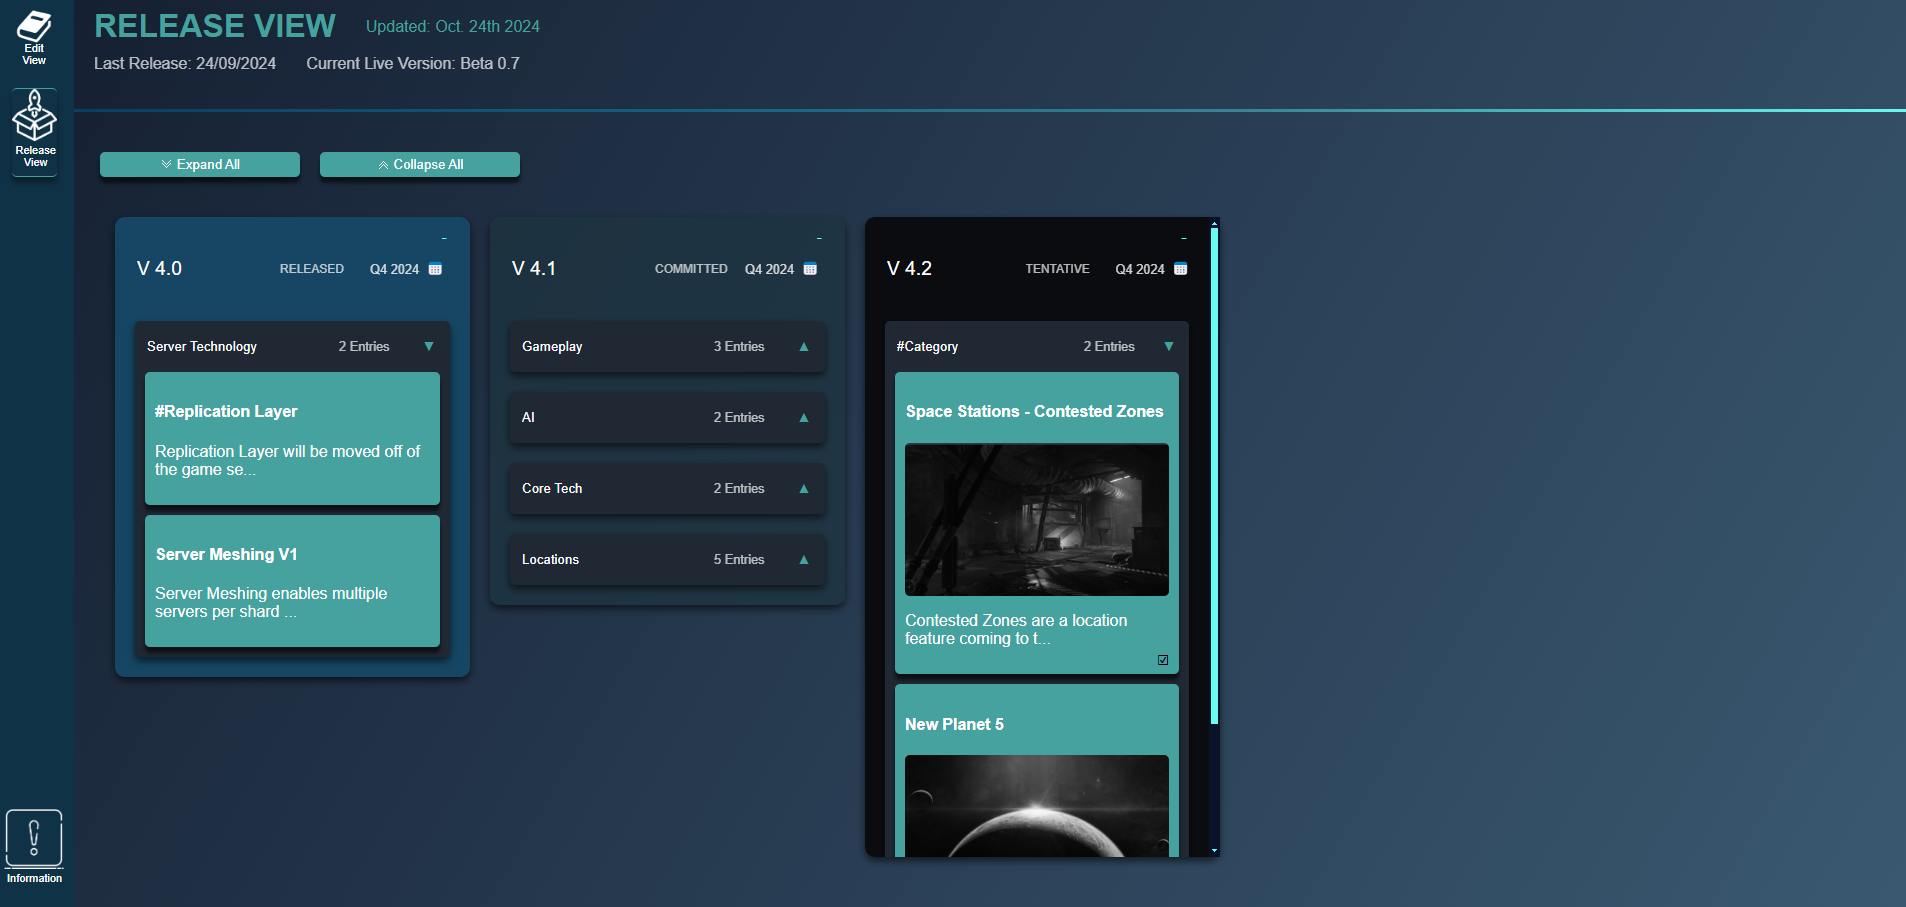 Edit
View
Release
View
Information
RELEASE VIEW
Updated: Oct. 24th 2024
Last Release: 24/09/2024
Current Live Version: Beta 0.7
Expand All
Collapse All
-
V 4.0
RELEASED
Q4 2024
Server Technology
2 Entries
#Replication Layer
Replication Layer will be moved off of
the game se...
Server Meshing V1
Server Meshing enables multiple
servers per shard ...
-
V 4.1
COMMITTED
Q4 2024
Gameplay
3 Entries
AI
2 Entries
Core Tech
2 Entries
Locations
5 Entries
-
V 4.2
TENTATIVE
Q4 2024
#Category
2 Entries
Space Stations - Contested Zones
Contested Zones are a location
feature coming to t...
New Planet 5